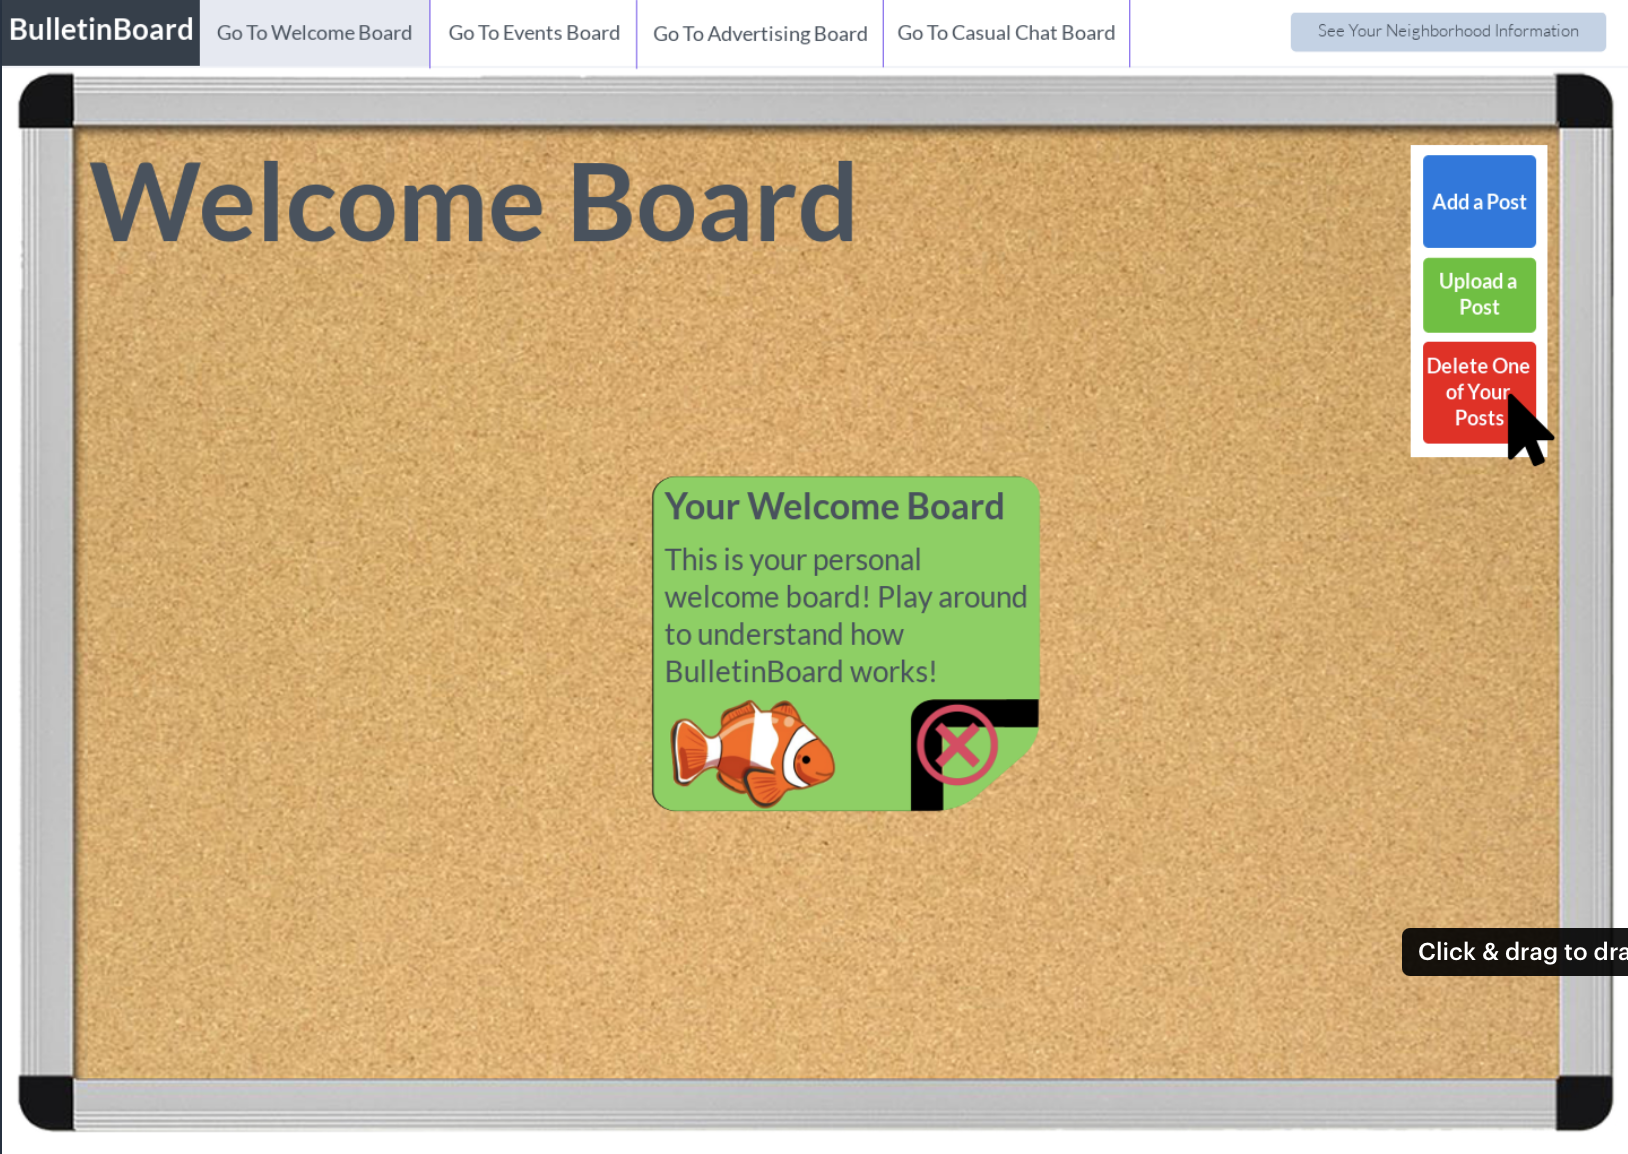 BulletinBoard
Go To Welcome Board
Go To Events Board
Go To Advertising Board
Go To Casual Chat Board
See Your Neighborhood Information
Welcome Board
Add a Post
Upload a
Post
Delete One
of Your
Posts
Your Welcome Board
This is your personal
welcome board! Play around
to understand how
BulletinBoard works!
Click & drag to dra